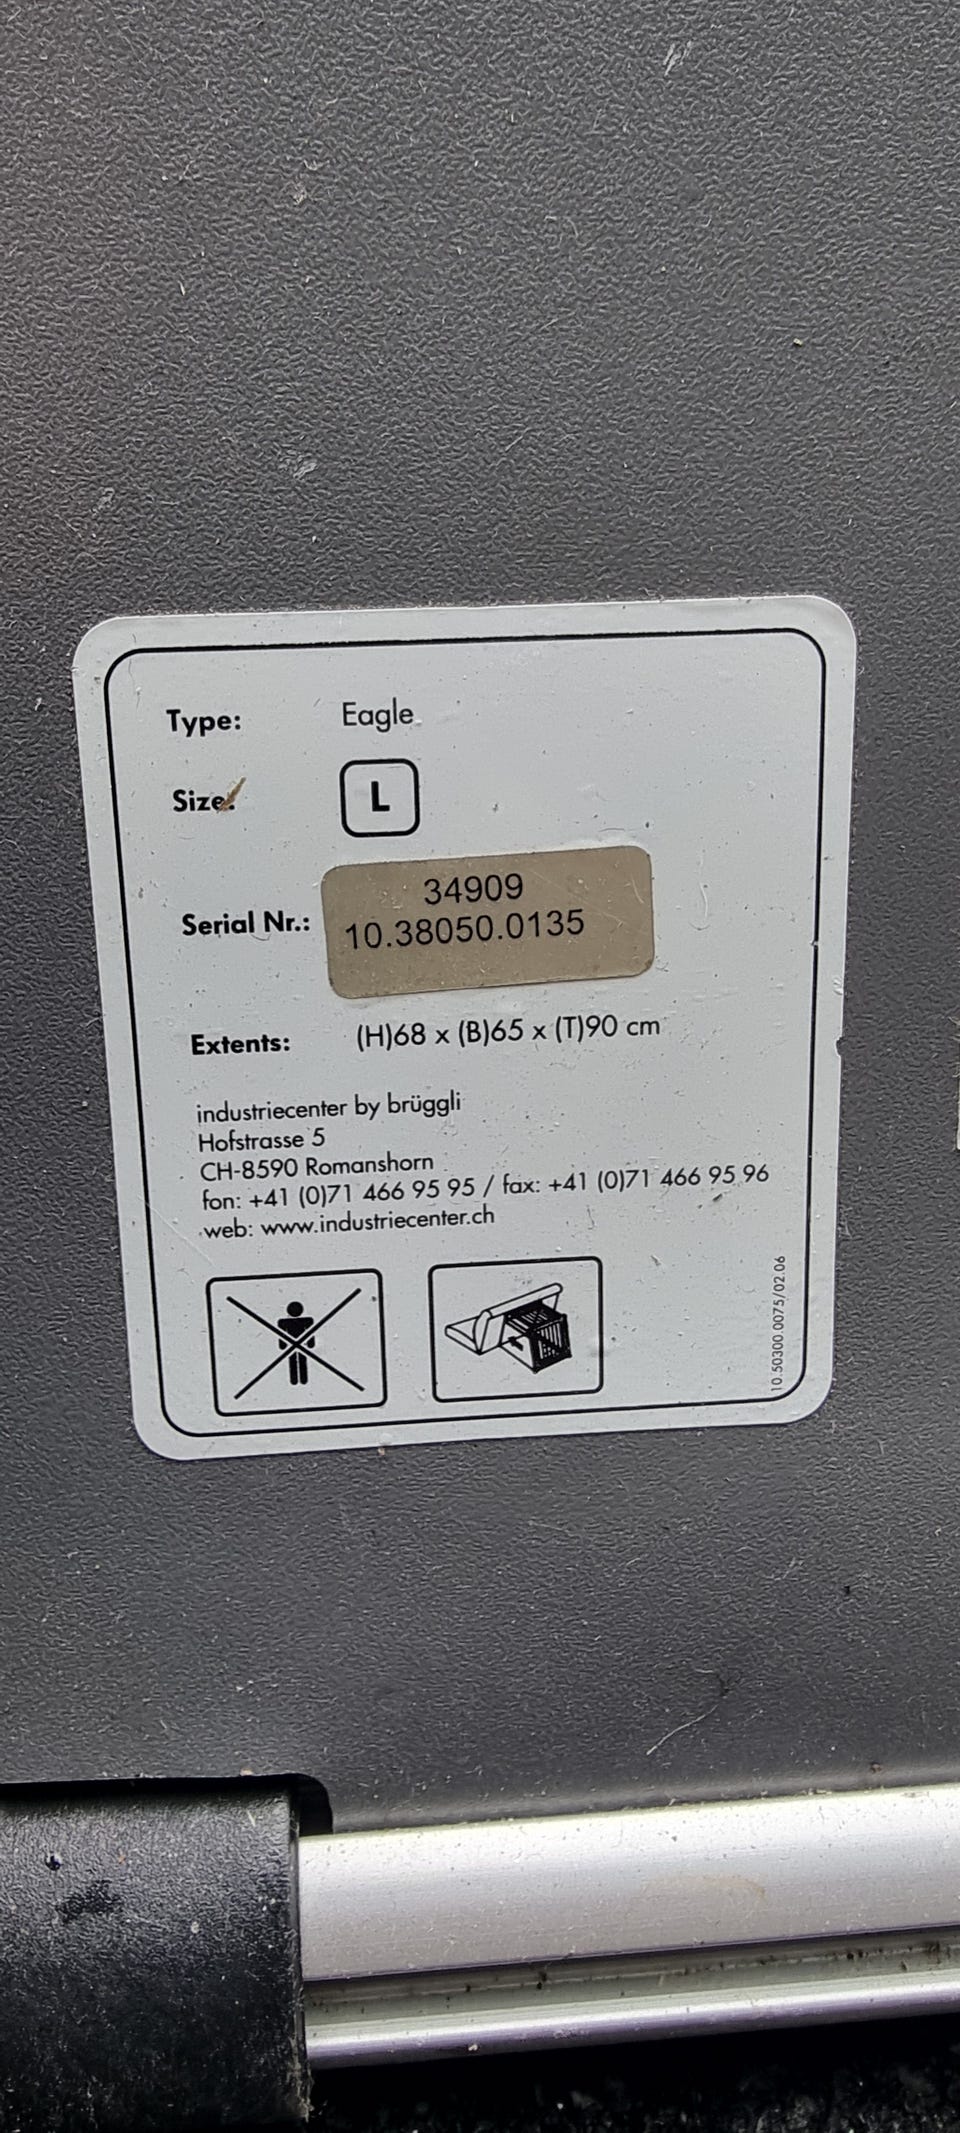 Type: Eagle
Size: L
34909
Serial Nr.: 10.38050.0135
Extents: (H)68 x (B)65 x (T)90 cm
industriecenter by brüggli
Hofstrasse 5
CH-8590 Romanshorn
fon: +41 (0)71 466 95 95 / fax: +41 (0)71 466 95 96
web: www.industriecenter.ch
10.50300.0075/02.06